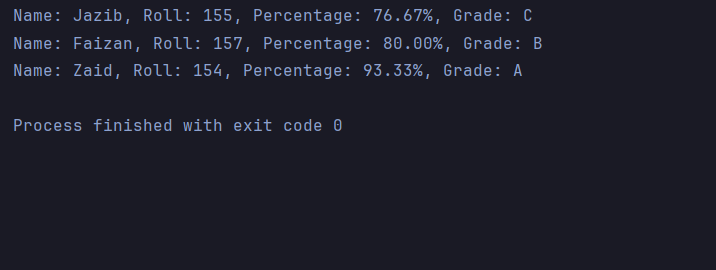 Name: Jazib, Roll: 155, Percentage: 76.67%, Grade: C
Name: Faizan, Roll: 157, Percentage: 80.00%, Grade: B
Name: Zaid, Roll: 154, Percentage: 93.33%, Grade: A
Process finished with exit code 0